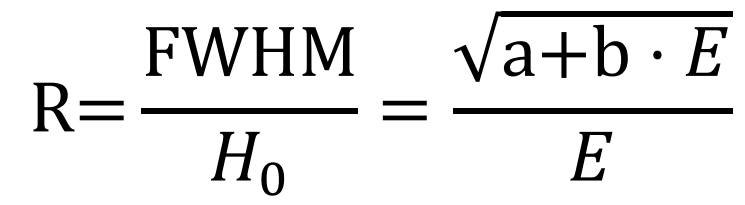 R= FWHM / H₀ = √(a+b · E) / E